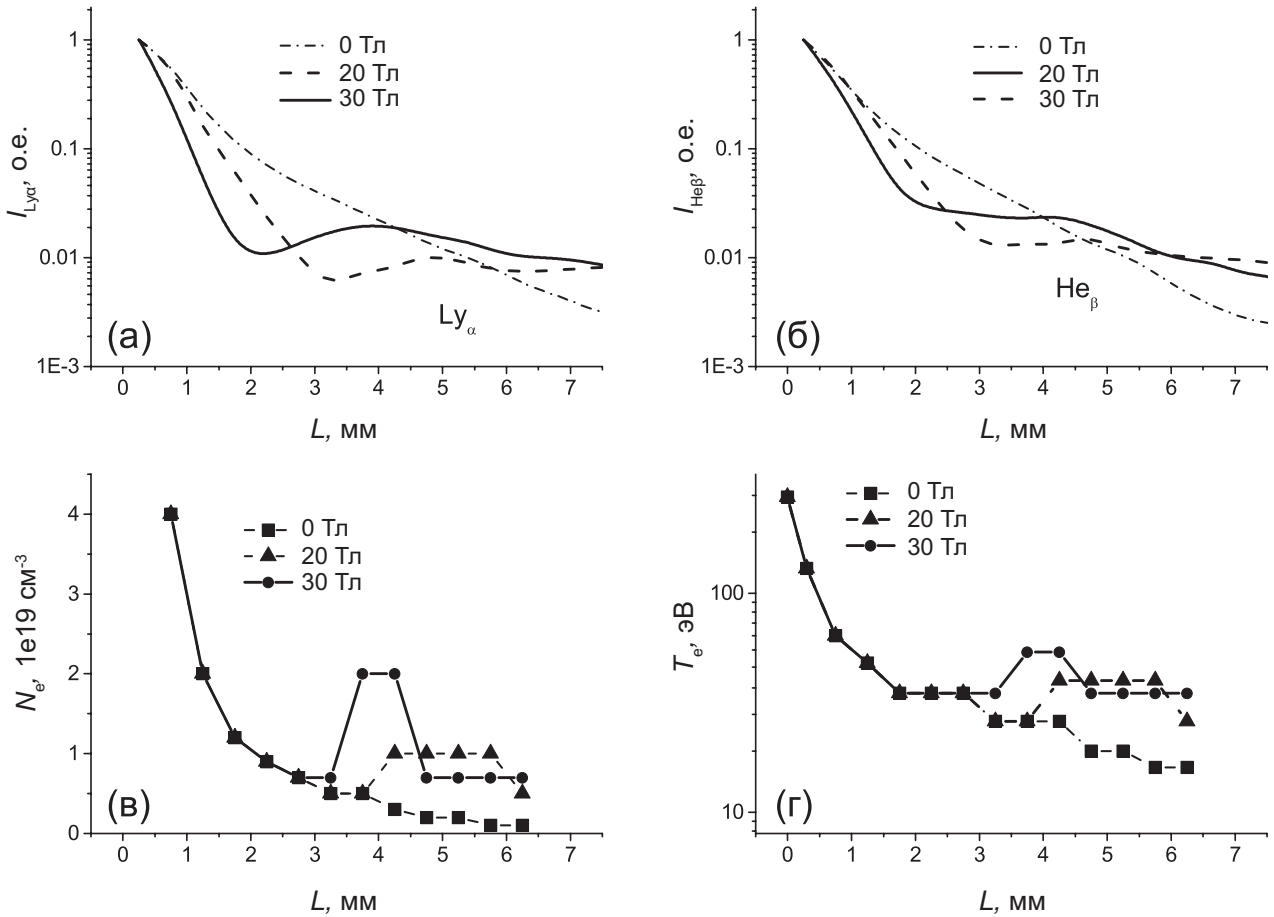 1
0.1
0.01
1E-3
I_Lyα, о.е.
0 Тл
20 Тл
30 Тл
Ly_α
(а)
0 1 2 3 4 5 6 7
L, мм
1
0.1
0.01
1E-3
I_Heβ, о.е.
0 Тл
20 Тл
30 Тл
He_β
(б)
0 1 2 3 4 5 6 7
L, мм
4
3
2
1
0
N_e, 1e19 см^-3
0 Тл
20 Тл
30 Тл
(в)
0 1 2 3 4 5 6 7
L, мм
100
10
T_e, эВ
0 Тл
20 Тл
30 Тл
(г)
0 1 2 3 4 5 6 7
L, мм